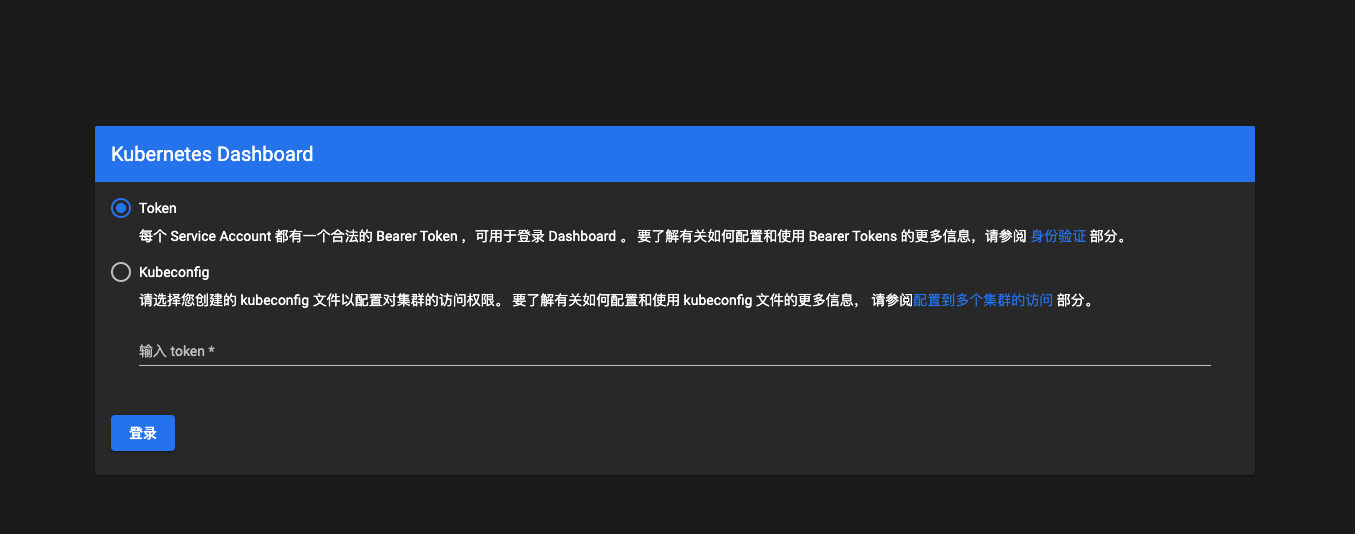 Kubernetes Dashboard
Token
每个 Service Account 都有一个合法的 Bearer Token ，可用于登录 Dashboard 。 要了解有关如何配置和使用 Bearer Tokens 的更多信息，请参阅 身份验证 部分。
Kubeconfig
请选择您创建的 kubeconfig 文件以配置对集群的访问权限。 要了解有关如何配置和使用 kubeconfig 文件的更多信息， 请参阅配置到多个集群的访问 部分。
输入 token *
登录